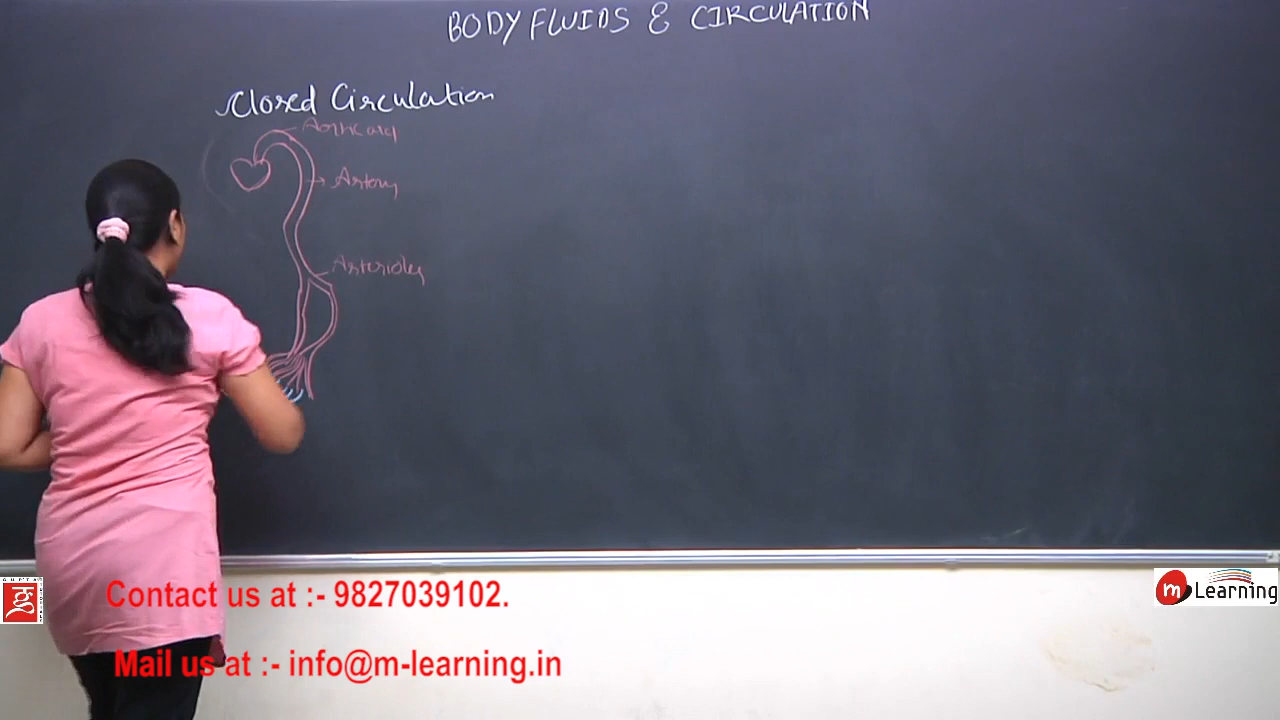 BODY FLUIDS & CIRCULATION
Closed Circulation
Aortic arch
Artery
Arterioles
Contact us at :- 9827039102.
Mail us at :- info@m-learning.in
GUPTA
m Learning